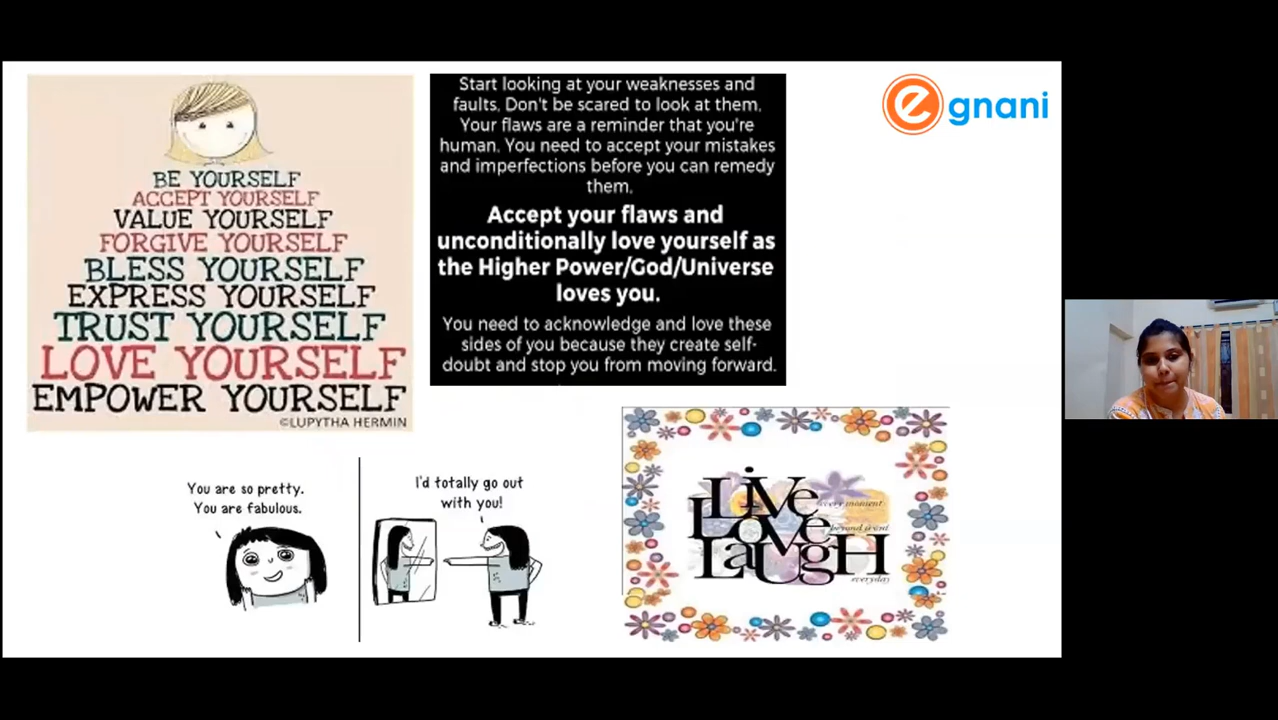 BE YOURSELF
ACCEPT YOURSELF
VALUE YOURSELF
FORGIVE YOURSELF
BLESS YOURSELF
EXPRESS YOURSELF
TRUST YOURSELF
LOVE YOURSELF
EMPOWER YOURSELF
©LUPYTHA HERMIN
Start looking at your weaknesses and
faults. Don't be scared to look at them.
Your flaws are a reminder that you're
human. You need to accept your mistakes
and imperfections before you can remedy
them.
Accept your flaws and
unconditionally love yourself as
the Higher Power/God/Universe
loves you.
You need to acknowledge and love these
sides of you because they create self-
doubt and stop you from moving forward.
e gnani
You are so pretty.
You are fabulous.
I'd totally go out
with you!
LiVe
every moment
LOVe
beyond
LaugH
everyday